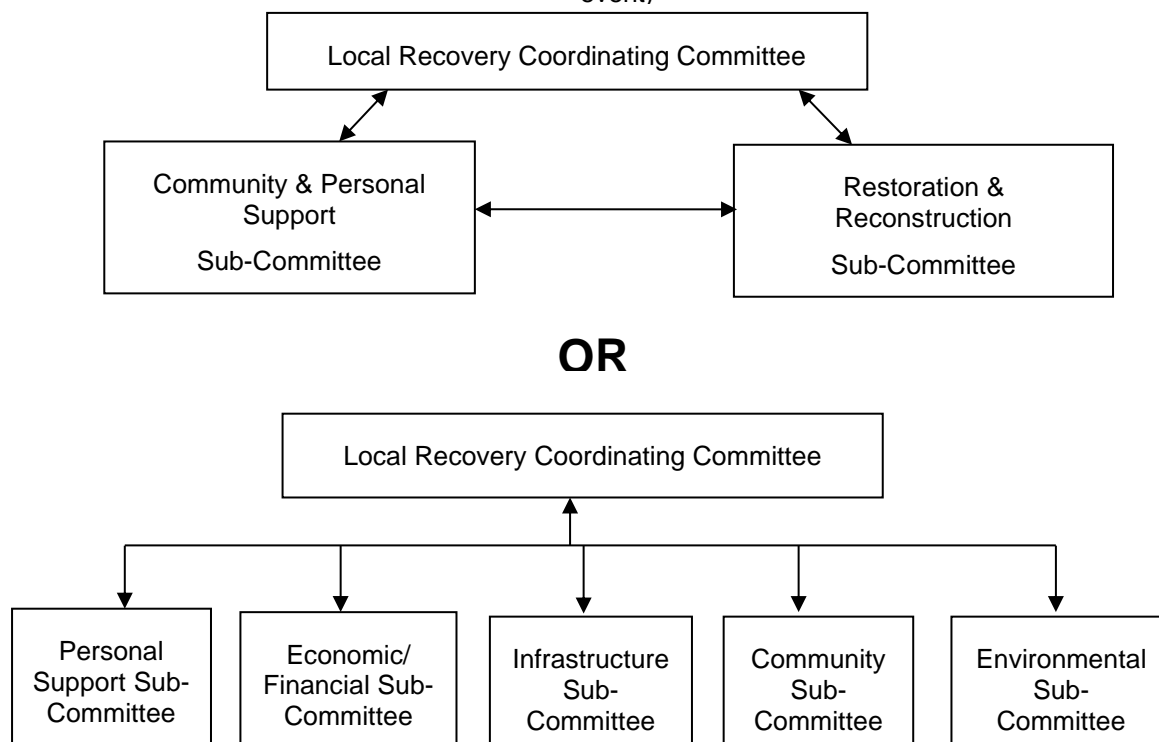 event)
Local Recovery Coordinating Committee
Community & Personal
Support
Sub-Committee
Restoration &
Reconstruction
Sub-Committee
OR
Local Recovery Coordinating Committee
Personal
Support Sub-
Committee
Economic/
Financial Sub-
Committee
Infrastructure
Sub-
Committee
Community
Sub-
Committee
Environmental
Sub-
Committee